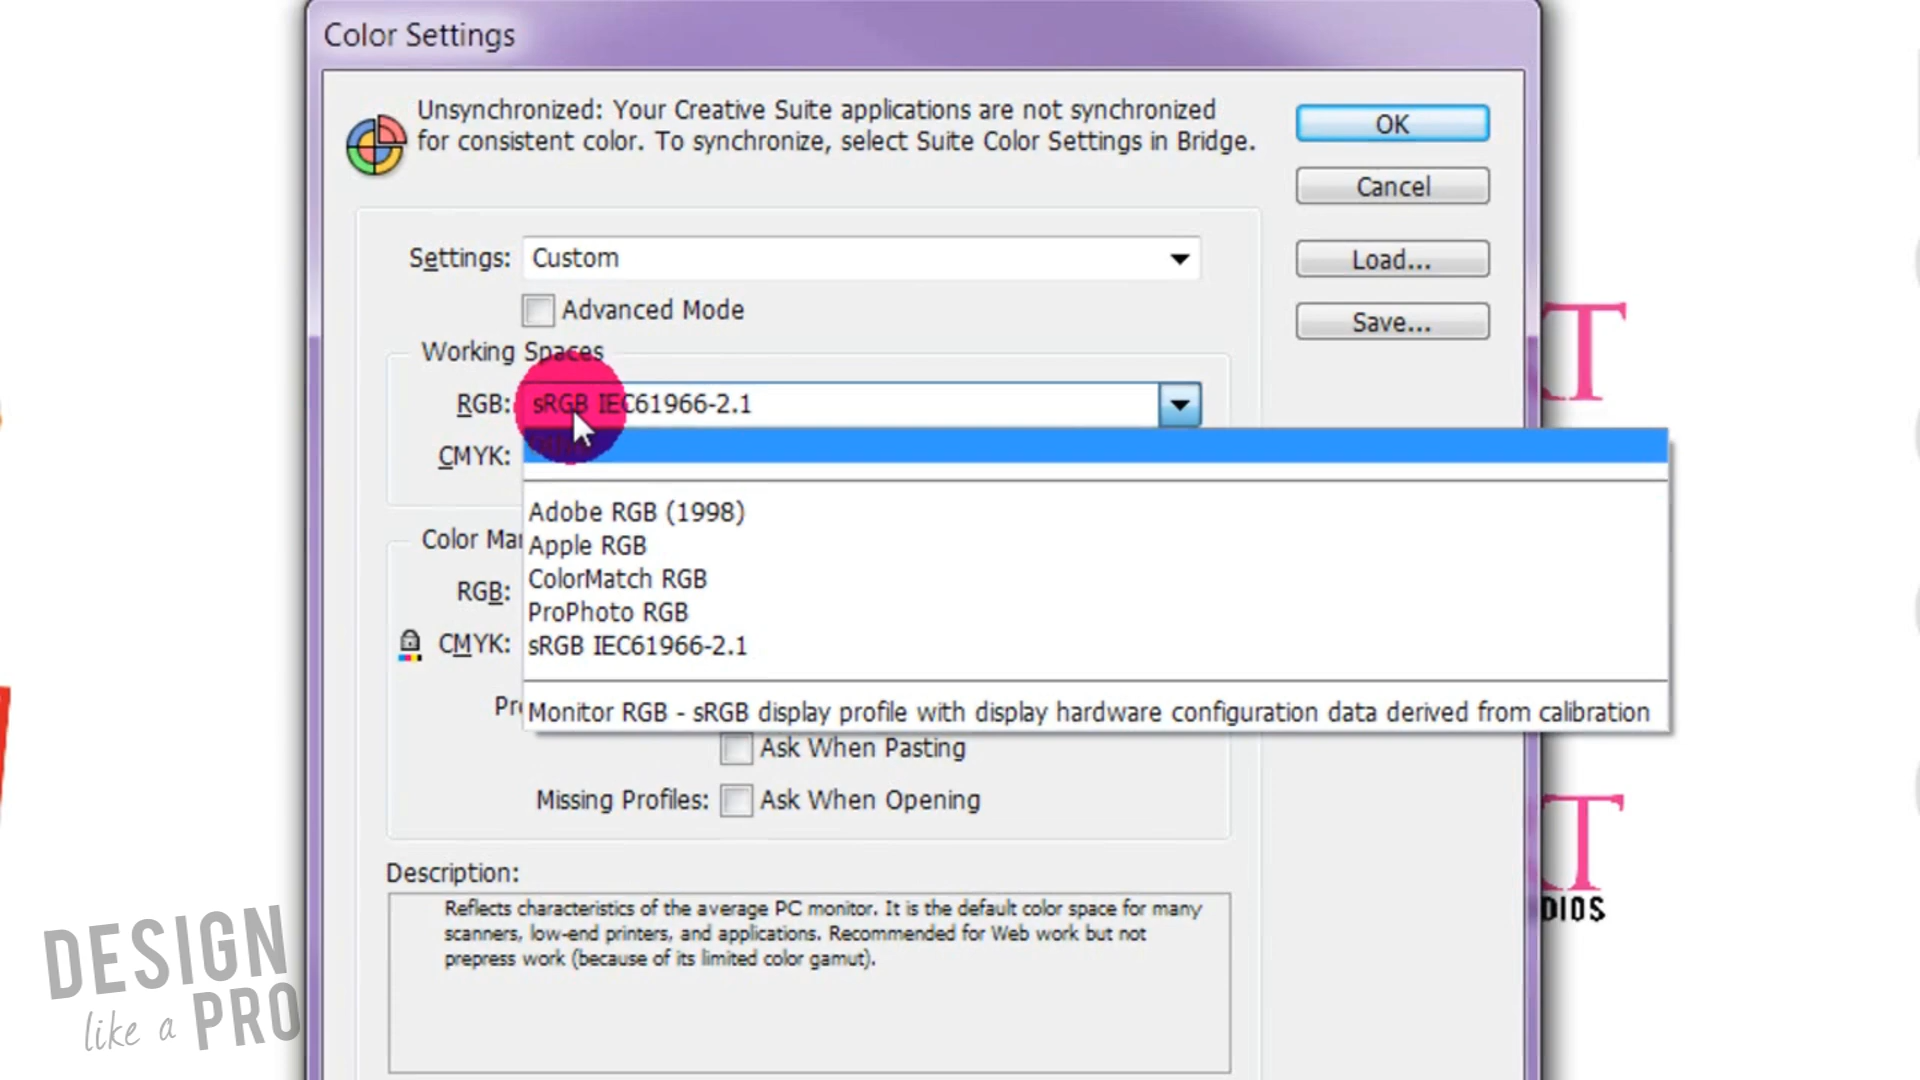 Color Settings
Unsynchronized: Your Creative Suite applications are not synchronized
for consistent color. To synchronize, select Suite Color Settings in Bridge.
OK
Cancel
Load...
Save...
Settings: Custom
Advanced Mode
Working Spaces
RGB: sRGB IEC61966-2.1
CMYK:
Adobe RGB (1998)
Apple RGB
ColorMatch RGB
ProPhoto RGB
sRGB IEC61966-2.1
Monitor RGB - sRGB display profile with display hardware configuration data derived from calibration
Color Mar
RGB:
CMYK:
Pr
Ask When Pasting
Missing Profiles: Ask When Opening
Description:
Reflects characteristics of the average PC monitor. It is the default color space for many
scanners, low-end printers, and applications. Recommended for Web work but not
prepress work (because of its limited color gamut).
T
T
DIOS
DESIGN
like a PRO